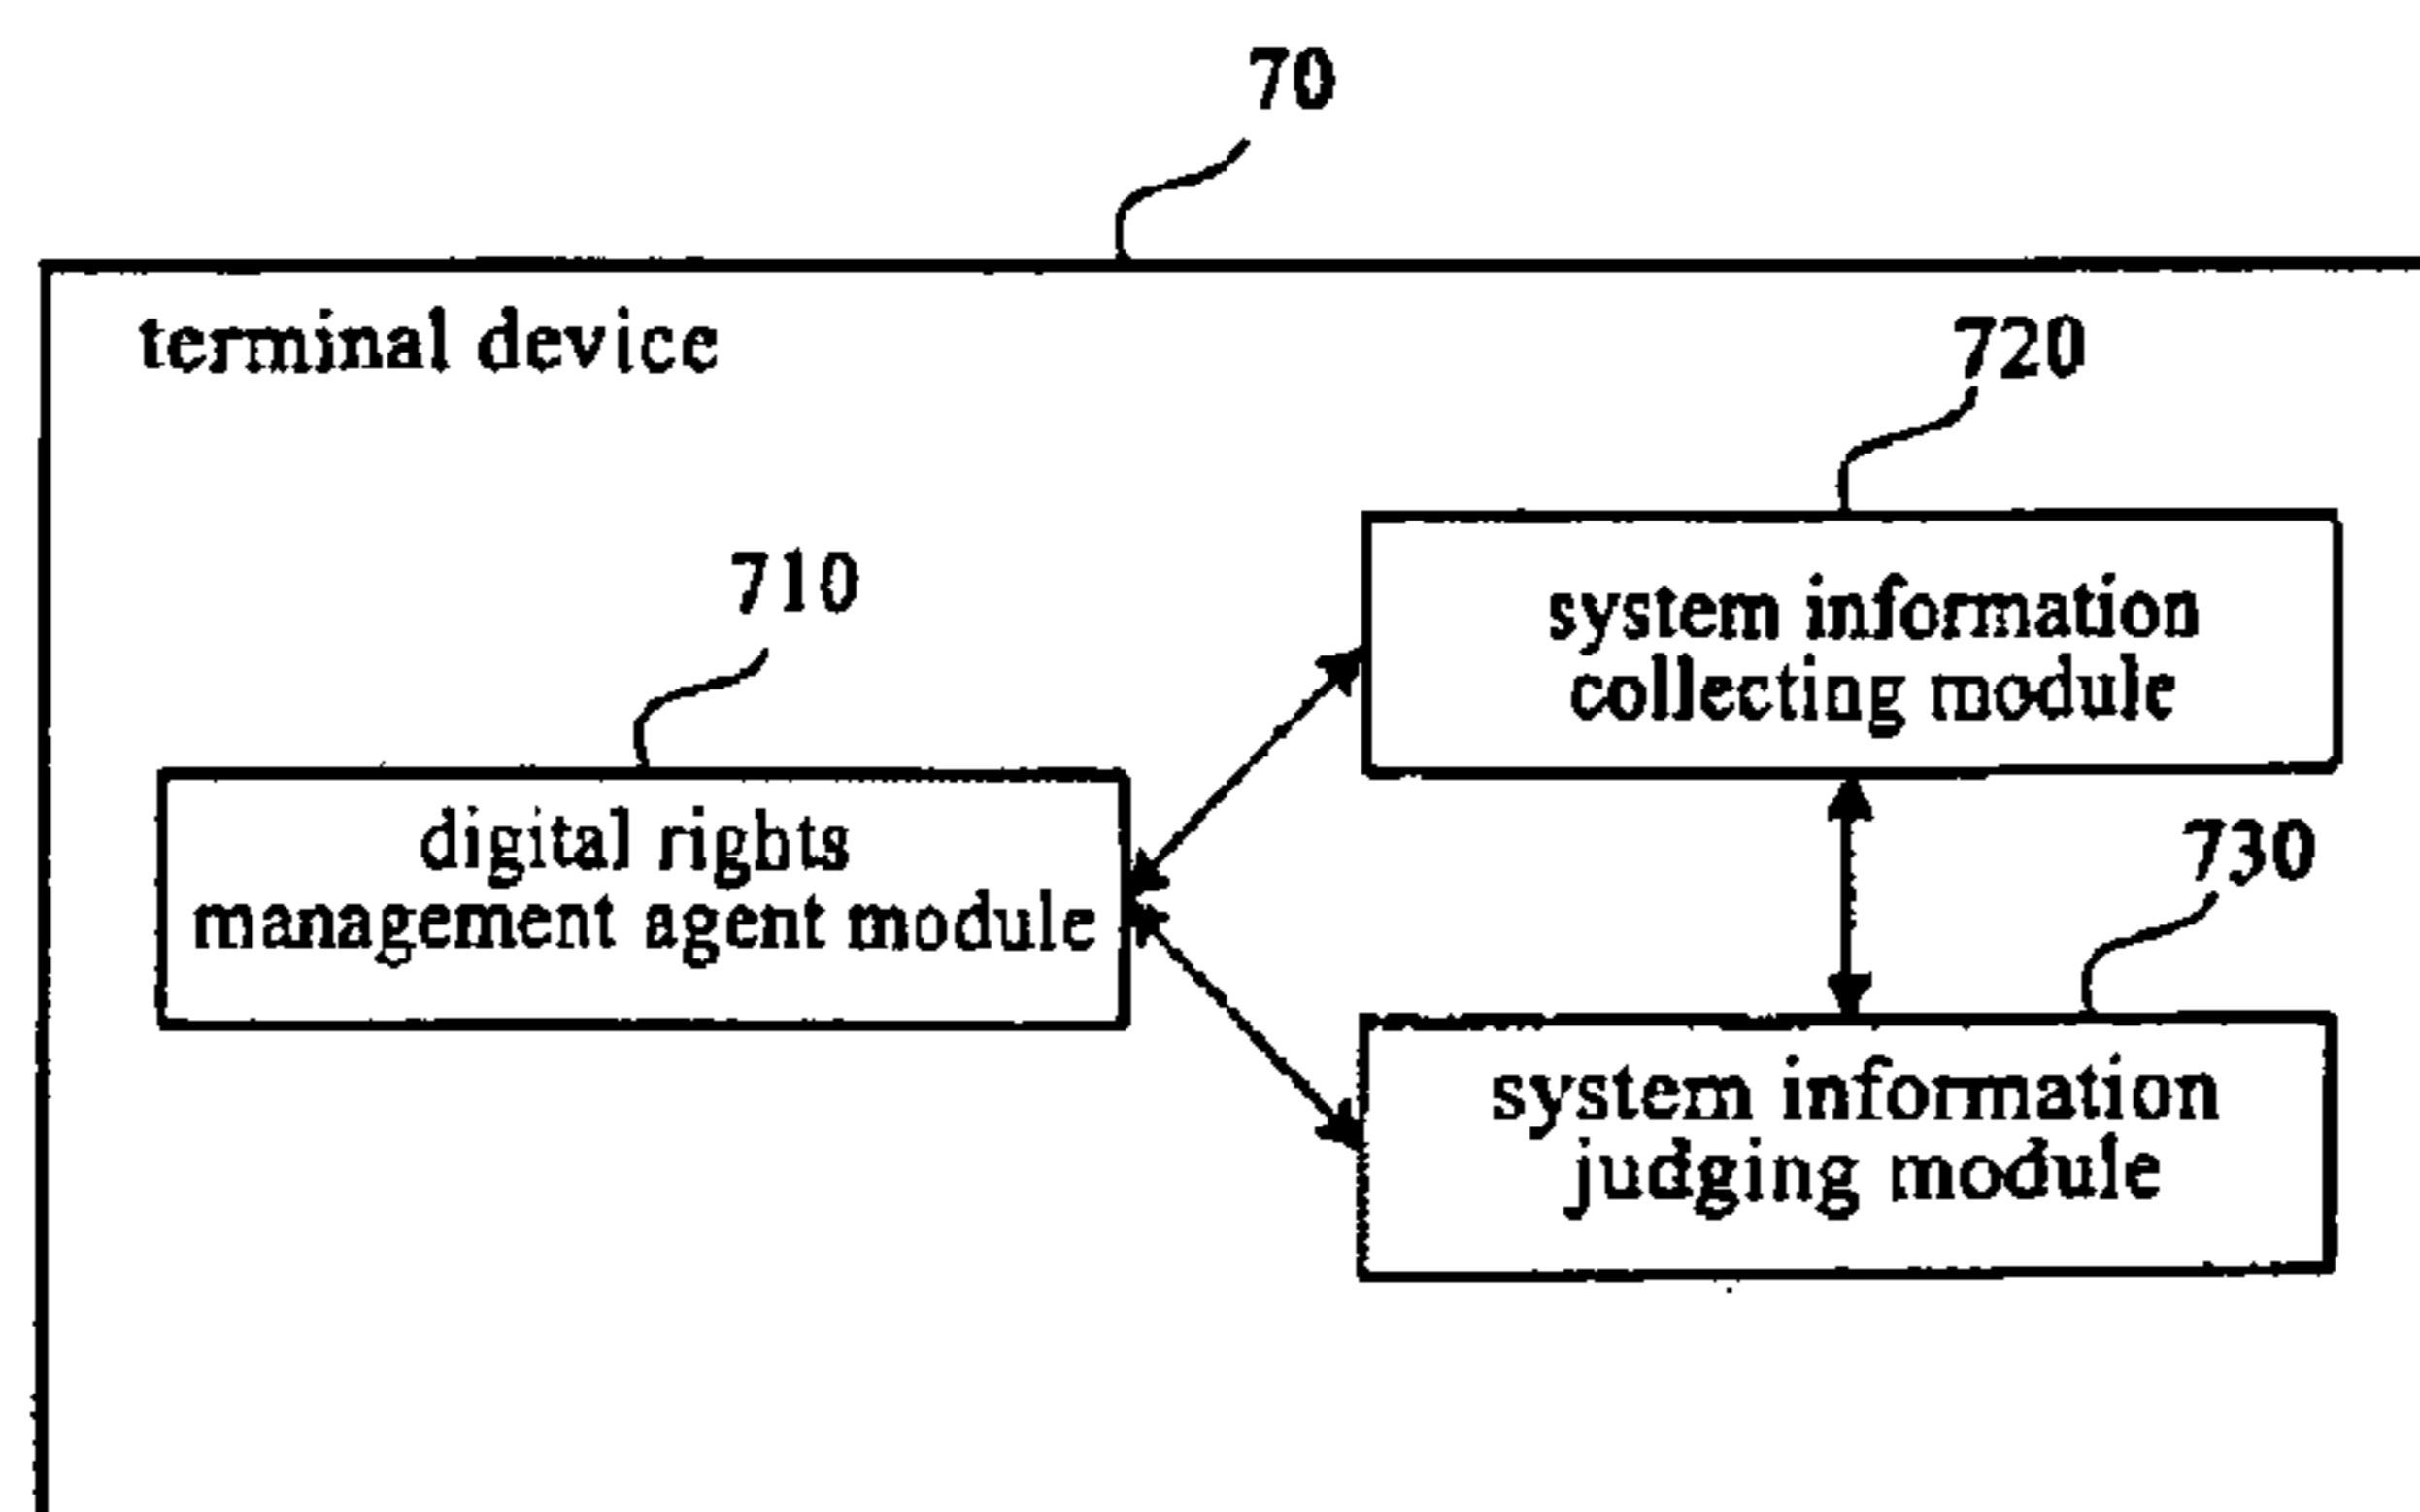 70
terminal device
720
710
system information
collecting module
digital rights
management agent module
730
system information
judging module